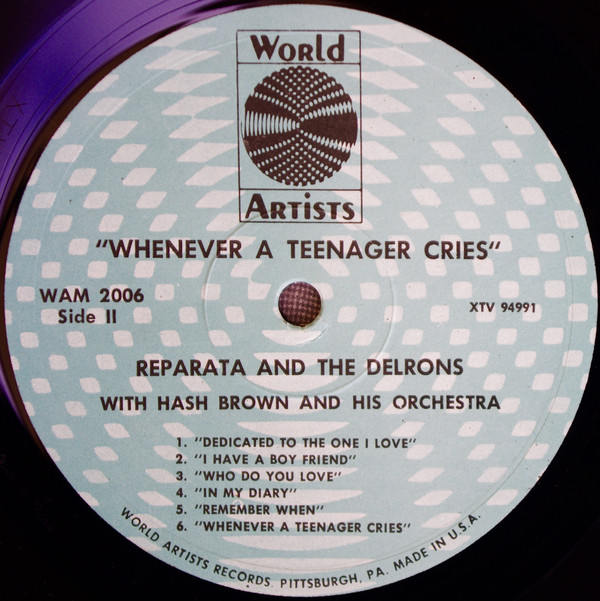 World
Artists
"WHENEVER A TEENAGER CRIES"
WAM 2006
Side II
XTV 94991
REPARATA AND THE DELRONS
WITH HASH BROWN AND HIS ORCHESTRA
1. "DEDICATED TO THE ONE I LOVE"
2. "I HAVE A BOY FRIEND"
3. "WHO DO YOU LOVE"
4. "IN MY DIARY"
5. "REMEMBER WHEN"
6. "WHENEVER A TEENAGER CRIES"
WORLD ARTISTS RECORDS. PITTSBURGH, PA. MADE IN U.S.A.